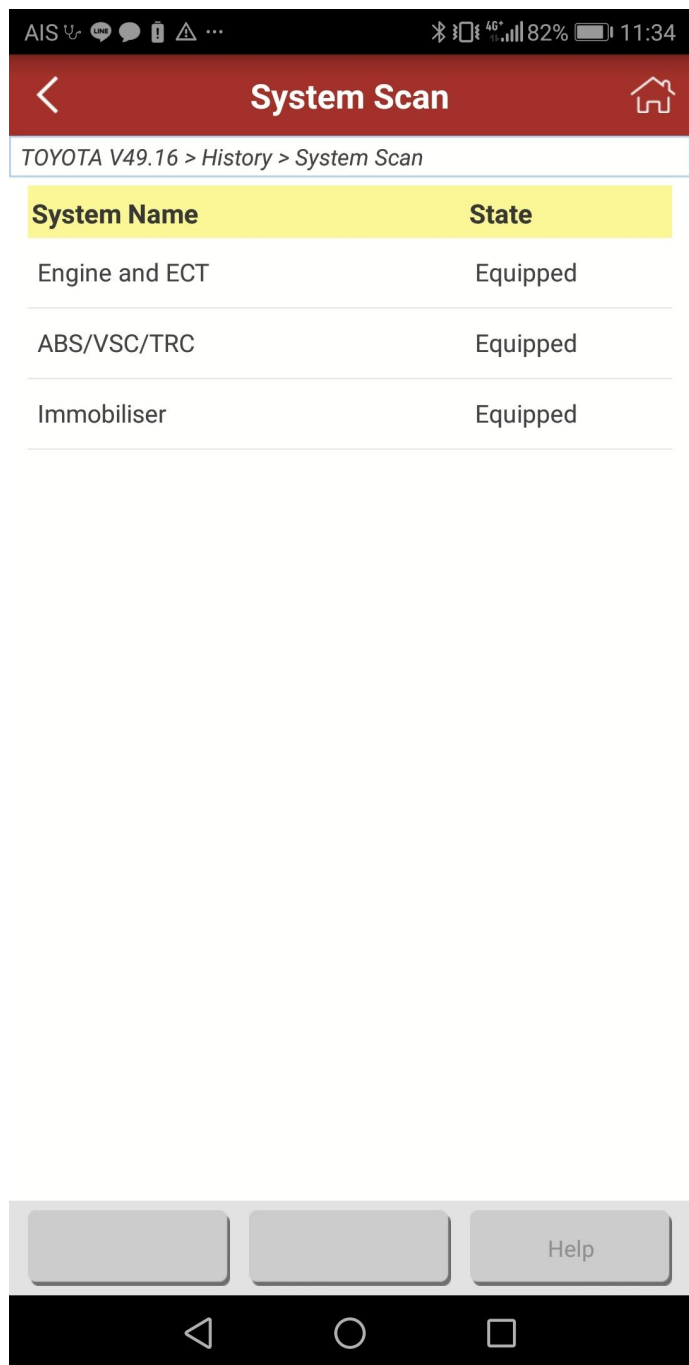 AIS 82% 11:34
System Scan
TOYOTA V49.16 > History > System Scan
System Name State
Engine and ECT Equipped
ABS/VSC/TRC Equipped
Immobiliser Equipped
Help